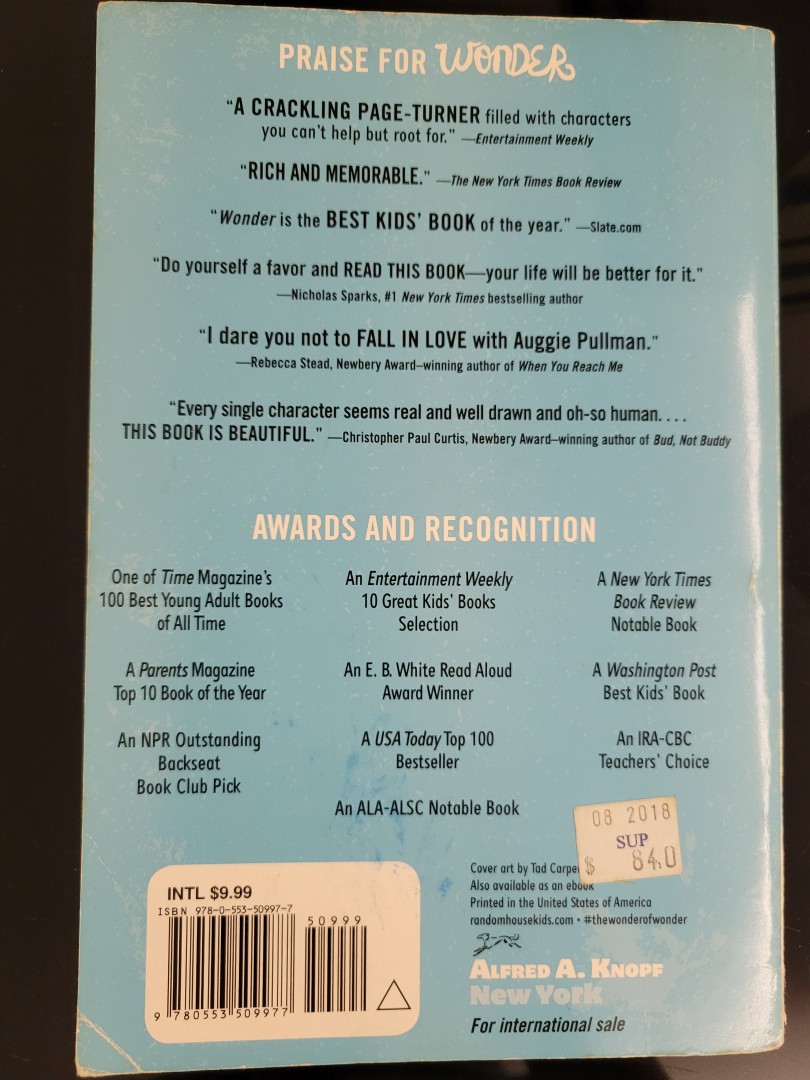 PRAISE FOR WONDER
"A CRACKLING PAGE-TURNER filled with characters
you can't help but root for." —Entertainment Weekly
"RICH AND MEMORABLE." —The New York Times Book Review
"Wonder is the BEST KIDS' BOOK of the year." —Slate.com
"Do yourself a favor and READ THIS BOOK—your life will be better for it."
—Nicholas Sparks, #1 New York Times bestselling author
"I dare you not to FALL IN LOVE with Auggie Pullman."
—Rebecca Stead, Newbery Award–winning author of When You Reach Me
"Every single character seems real and well drawn and oh-so human. . . .
THIS BOOK IS BEAUTIFUL." —Christopher Paul Curtis, Newbery Award–winning author of Bud, Not Buddy
AWARDS AND RECOGNITION
One of Time Magazine's
100 Best Young Adult Books
of All Time
An Entertainment Weekly
10 Great Kids' Books
Selection
A New York Times
Book Review
Notable Book
A Parents Magazine
Top 10 Book of the Year
An E. B. White Read Aloud
Award Winner
A Washington Post
Best Kids' Book
An NPR Outstanding
Backseat
Book Club Pick
A USA Today Top 100
Bestseller
An IRA-CBC
Teachers' Choice
An ALA-ALSC Notable Book
08 2018
SUP
$ 84.0
INTL $9.99
ISBN 978-0-553-50997-7
50999
9 780553 509977
Cover art by Tad
Also available as an ebook
Printed in the United States of America
randomhousekids.com • #thewonderofwonder
ALFRED A. KNOPF
New York
For international sale